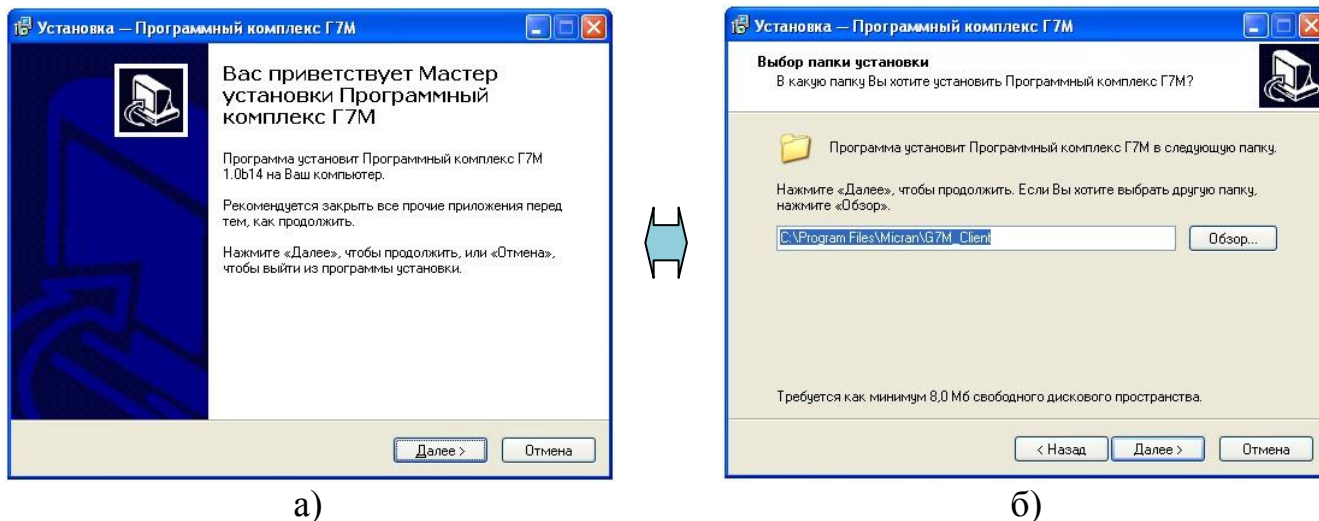 Установка — Программный комплекс Г7М
Вас приветствует Мастер
установки Программный
комплекс Г7М
Программа установит Программный комплекс Г7М
1.0b14 на Ваш компьютер.
Рекомендуется закрыть все прочие приложения перед
тем, как продолжить.
Нажмите «Далее», чтобы продолжить, или «Отмена»,
чтобы выйти из программы установки.
Далее >
Отмена
а)
Установка — Программный комплекс Г7М
Выбор папки установки
В какую папку Вы хотите установить Программный комплекс Г7М?
Программа установит Программный комплекс Г7М в следующую папку.
Нажмите «Далее», чтобы продолжить. Если Вы хотите выбрать другую папку,
нажмите «Обзор».
C:\Program Files\Micran\G7M_Client
Обзор...
Требуется как минимум 8,0 Мб свободного дискового пространства.
< Назад
Далее >
Отмена
б)